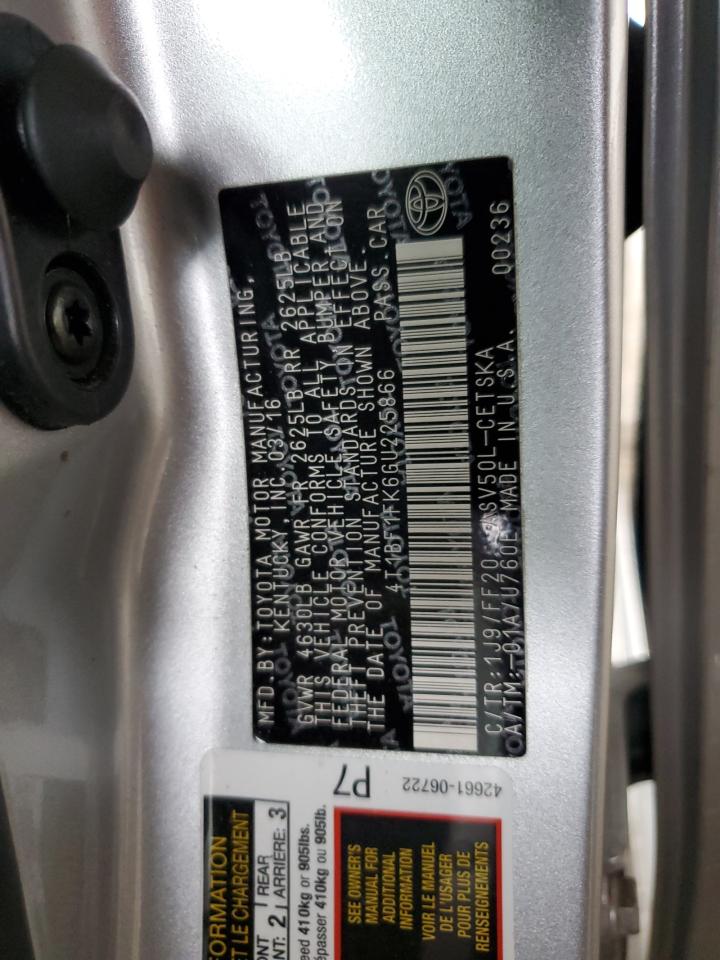 MFD.BY:TOYOTA MOTOR MANUFACTURING,
KENTUCKY, INC. 03/16
GVWR 4630LB GAWR FR 2625LB RR 2625LB
THIS VEHICLE CONFORMS TO ALL APPLICABLE
FEDERAL MOTOR VEHICLE SAFETY, BUMPER, AND
THEFT PREVENTION STANDARDS IN EFFECT ON
THE DATE OF MANUFACTURE SHOWN ABOVE.
4T1BF1FK6GU225866 PASS.CAR
C/TR:1J9/FF20 ASV50L-CETSKA
A/TM:-01A/U760E MADE IN U.S.A. 00236
P7
42661-06722
FORMATION
ET LE CHARGEMENT
2 REAR
ARRIÈRE: 3
410kg or 905lbs.
410kg ou 905lb.
SEE OWNER'S
MANUAL FOR
ADDITIONAL
INFORMATION
VOIR LE MANUEL
DE L'USAGER
POUR PLUS DE
RENSEIGNEMENTS